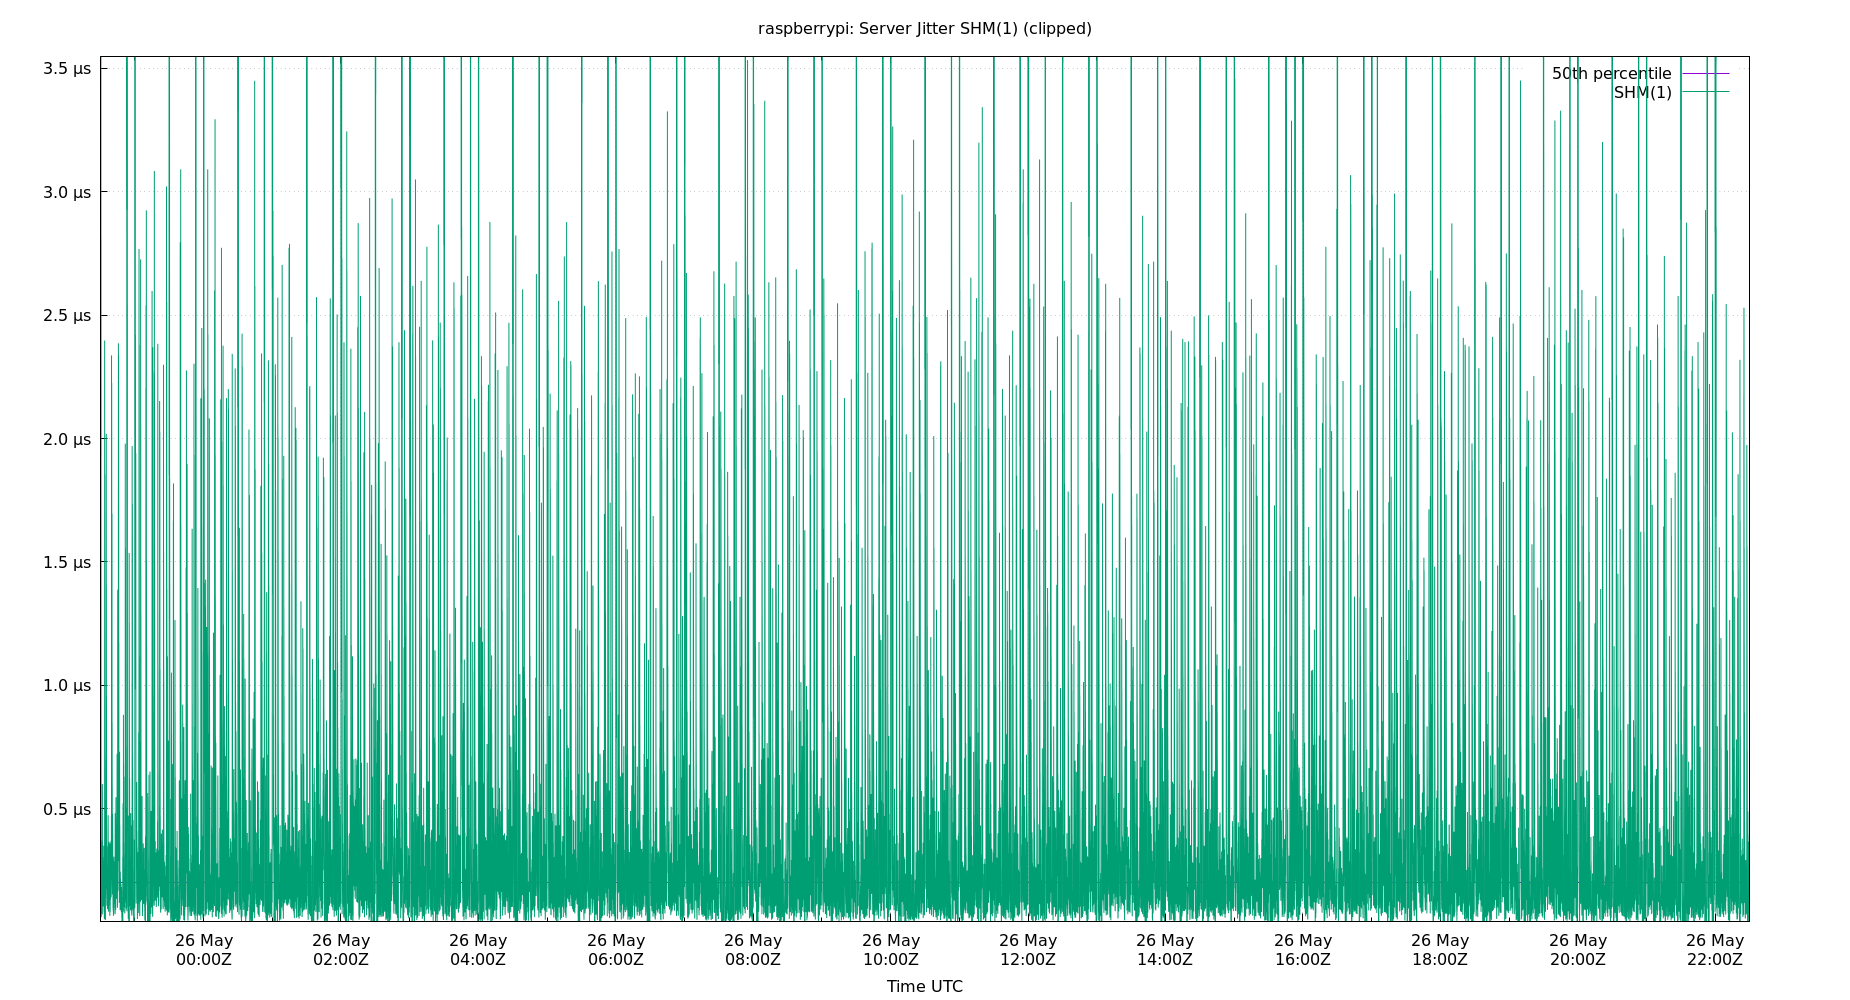 raspberrypi: Server Jitter SHM(1) (clipped)
50th percentile
SHM(1)
3.5 µs
3.0 µs
2.5 µs
2.0 µs
1.5 µs
1.0 µs
0.5 µs
26 May 26 May 26 May 26 May 26 May 26 May 26 May 26 May 26 May 26 May 26 May 26 May
00:00Z 02:00Z 04:00Z 06:00Z 08:00Z 10:00Z 12:00Z 14:00Z 16:00Z 18:00Z 20:00Z 22:00Z
Time UTC